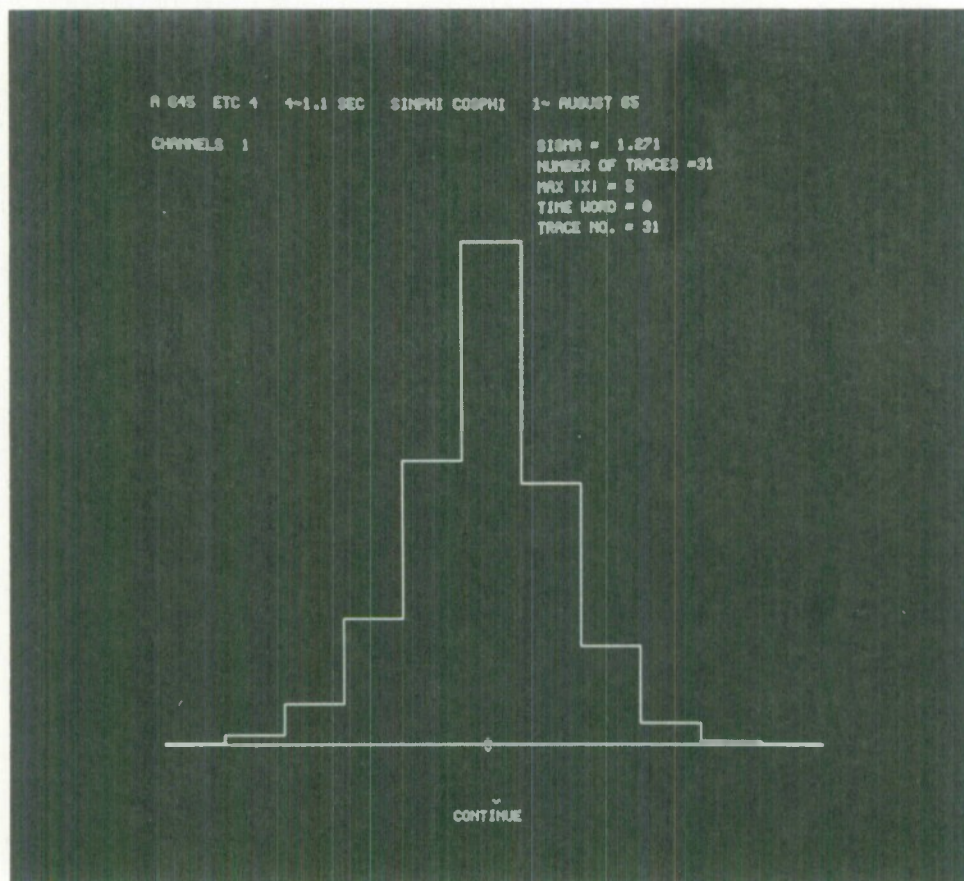 A 645 ETC 4 4~1.1 SEC SINPHI COSPHI 1~ AUGUST 65
CHANNELS 1
SIGMA = 1.271
NUMBER OF TRACES =31
MAX |X| = 5
TIME WORD = 0
TRACE NO. = 31
0
CONTINUE